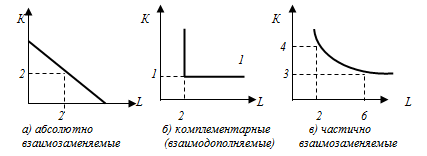 K K K
4
2 1 1 3
L L L
2 2 2 6
а) абсолютно б) комплементарные в) частично
взаимозаменяемые (взаимодополняемые) взаимозаменяемые